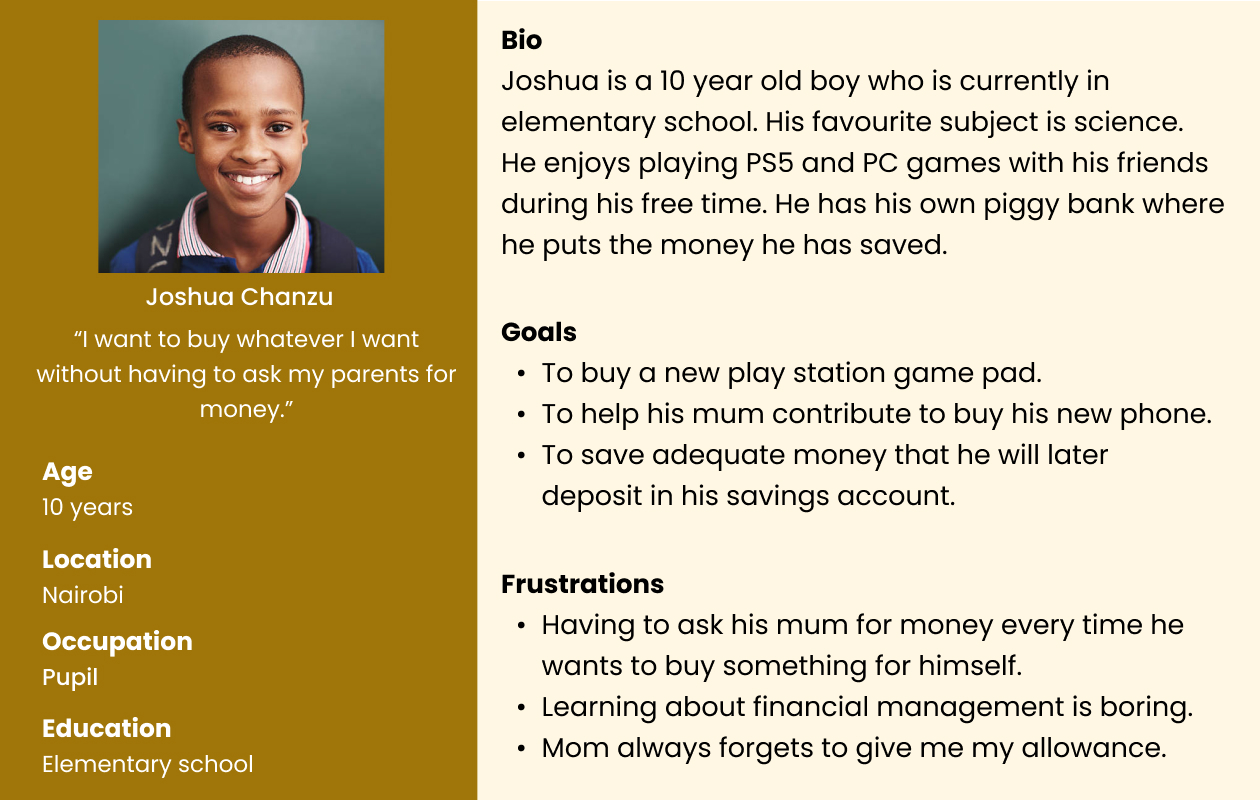 Joshua Chanzu
“I want to buy whatever I want
without having to ask my parents for
money.”
Age
10 years
Location
Nairobi
Occupation
Pupil
Education
Elementary school
Bio
Joshua is a 10 year old boy who is currently in
elementary school. His favourite subject is science.
He enjoys playing PS5 and PC games with his friends
during his free time. He has his own piggy bank where
he puts the money he has saved.
Goals
• To buy a new play station game pad.
• To help his mum contribute to buy his new phone.
• To save adequate money that he will later
deposit in his savings account.
Frustrations
• Having to ask his mum for money every time he
wants to buy something for himself.
• Learning about financial management is boring.
• Mom always forgets to give me my allowance.